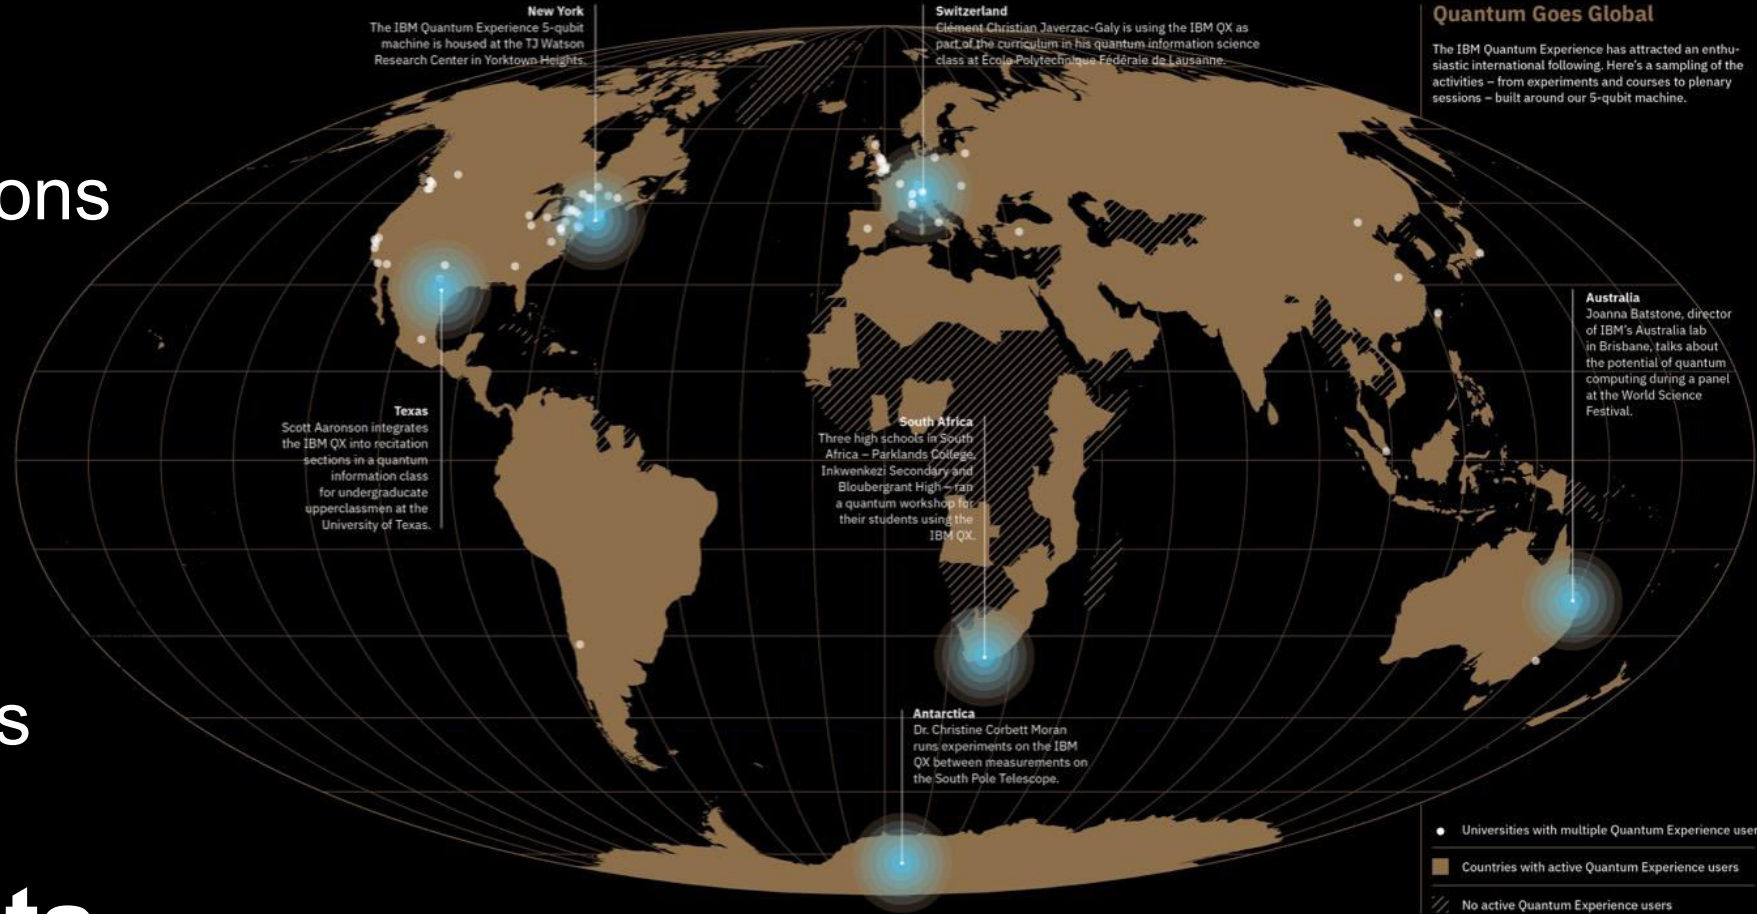 ons
s
New York
The IBM Quantum Experience 5-qubit
machine is housed at the TJ Watson
Research Center in Yorktown Heights.
Switzerland
Clément Christian Javerzac-Galy is using the IBM QX as
part of the curriculum in his quantum information science
class at École Polytechnique Fédérale de Lausanne.
Quantum Goes Global
The IBM Quantum Experience has attracted an enthu-
siastic international following. Here's a sampling of the
activities – from experiments and courses to plenary
sessions – built around our 5-qubit machine.
Australia
Joanna Batstone, director
of IBM's Australia lab
in Brisbane, talks about
the potential of quantum
computing during a panel
at the World Science
Festival.
Texas
Scott Aaronson integrates
the IBM QX into recitation
sections in a quantum
information class
for undergraduate
upperclassmen at the
University of Texas.
South Africa
Three high schools in South
Africa – Parklands College,
Inkwenkezi Secondary and
Bloubergrant High – ran
a quantum workshop for
their students using the
IBM QX.
Antarctica
Dr. Christine Corbett Moran
runs experiments on the IBM
QX between measurements on
the South Pole Telescope.
Universities with multiple Quantum Experience user
Countries with active Quantum Experience users
No active Quantum Experience users